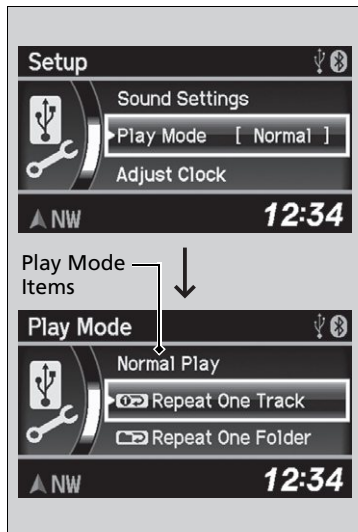 Setup
Sound Settings
Play Mode [ Normal ]
Adjust Clock
NW 12:34
Play Mode
Items
Play Mode
Normal Play
Repeat One Track
Repeat One Folder
NW 12:34